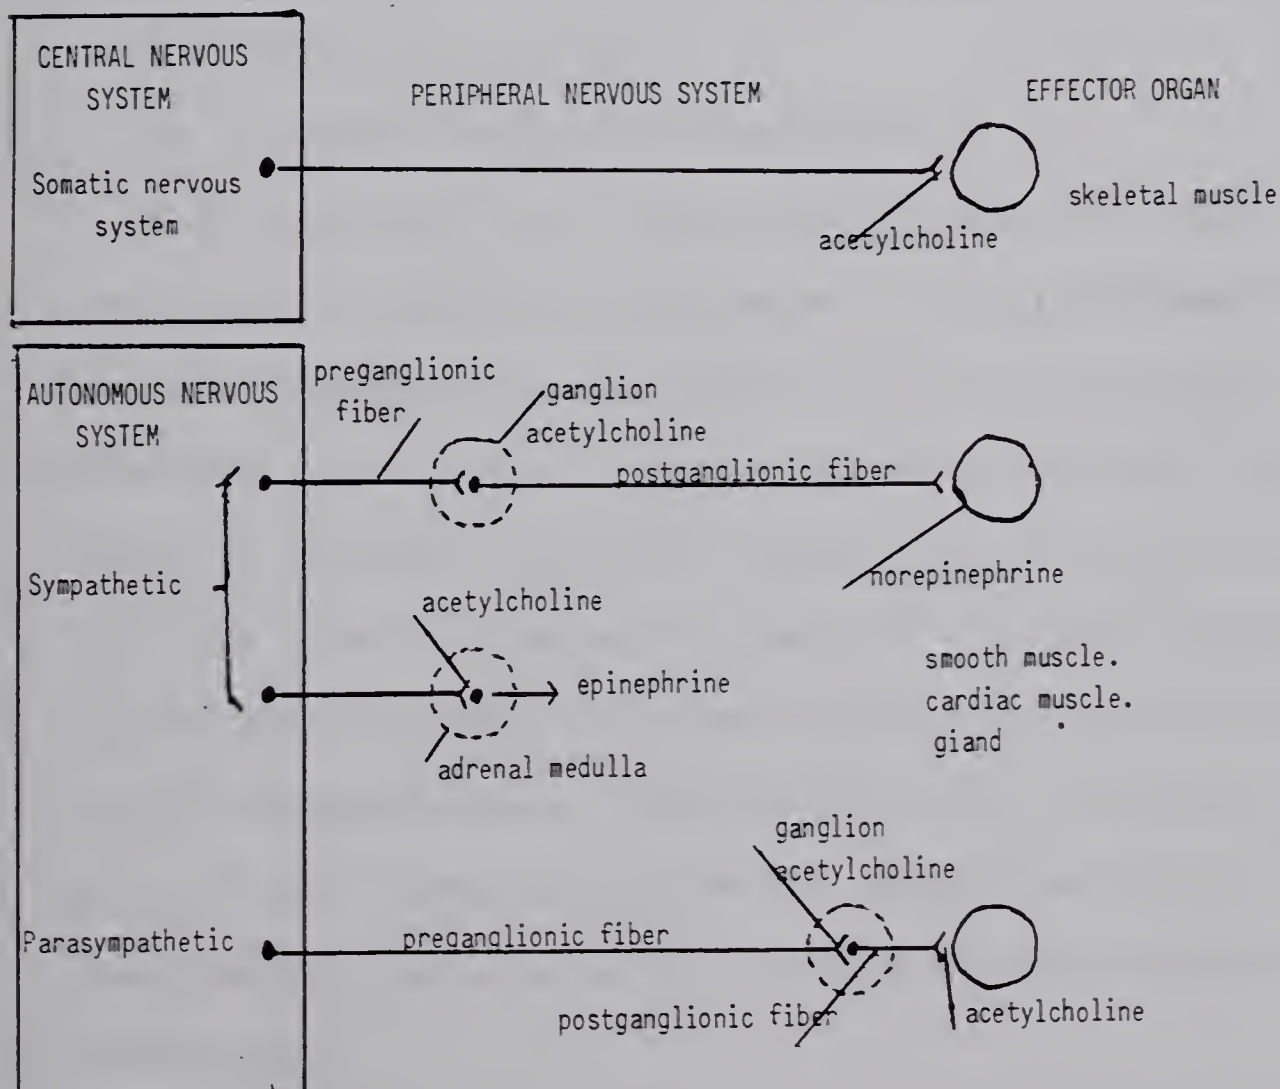 CENTRAL NERVOUS
SYSTEM
PERIPHERAL NERVOUS SYSTEM
EFFECTOR ORGAN
Somatic nervous
system
skeletal muscle
acetylcholine
AUTONOMOUS NERVOUS
SYSTEM
preganglionic
fiber
ganglion
acetylcholine
postganglionic fiber
Sympathetic
norepinephrine
acetylcholine
epinephrine
adrenal medulla
smooth muscle.
cardiac muscle.
giand
ganglion
acetylcholine
Parasympathetic
preganglionic fiber
postganglionic fiber
acetylcholine